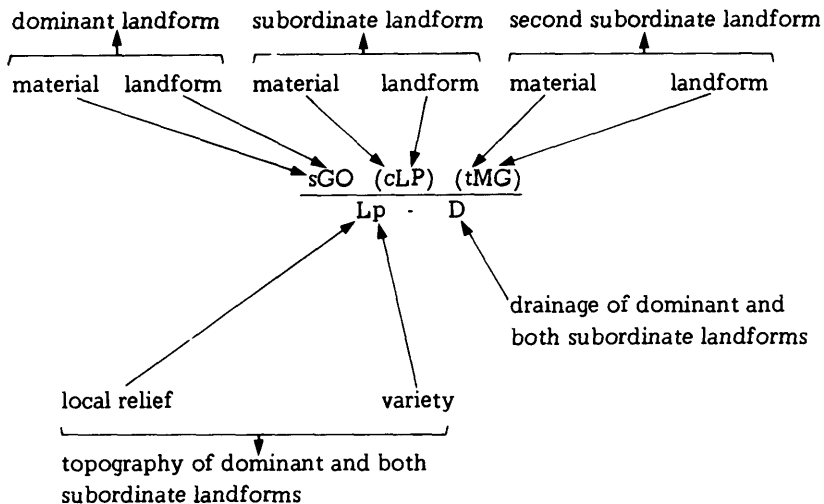 dominant landform subordinate landform second subordinate landform
material landform material landform material landform
sGO (cLP) (tMG)
Lp - D
drainage of dominant and
both subordinate landforms
local relief variety
topography of dominant and both
subordinate landforms